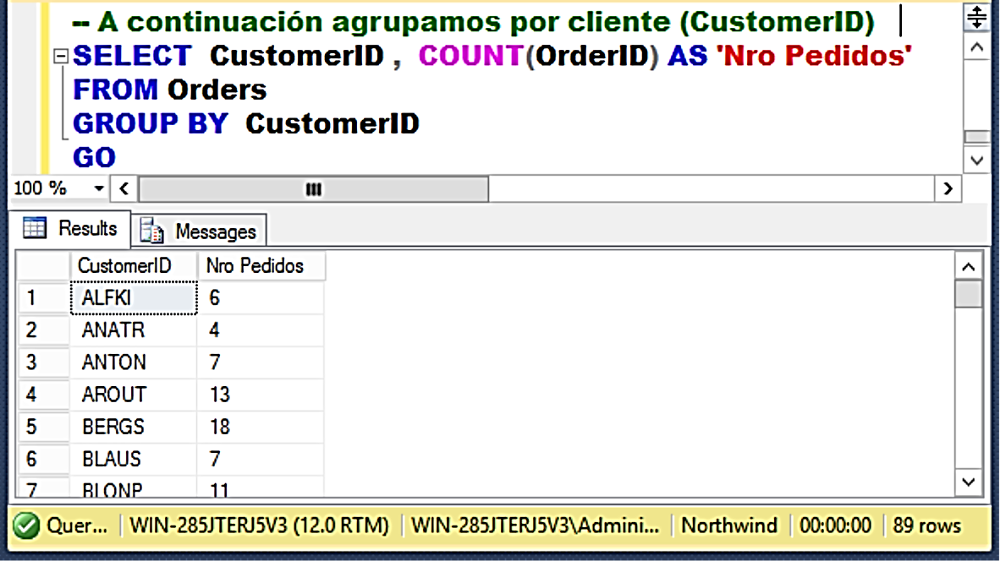 -- A continuación agrupamos por cliente (CustomerID)
SELECT CustomerID , COUNT(OrderID) AS 'Nro Pedidos'
FROM Orders
GROUP BY CustomerID
GO
100 %
Results Messages
CustomerID Nro Pedidos
1 ALFKI 6
2 ANATR 4
3 ANTON 7
4 AROUT 13
5 BERGS 18
6 BLAUS 7
7 BLONP 11
Quer... WIN-285JTERJ5V3 (12.0 RTM) WIN-285JTERJ5V3\Admini... Northwind 00:00:00 89 rows